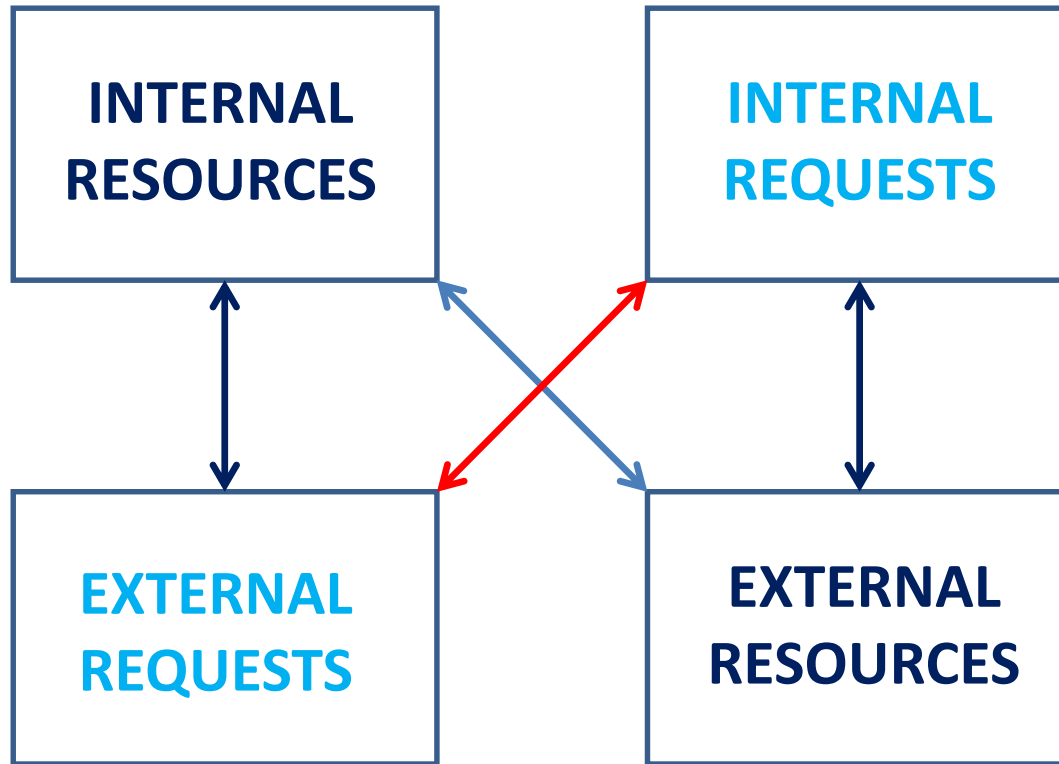 INTERNAL
RESOURCES
INTERNAL
REQUESTS
EXTERNAL
REQUESTS
EXTERNAL
RESOURCES